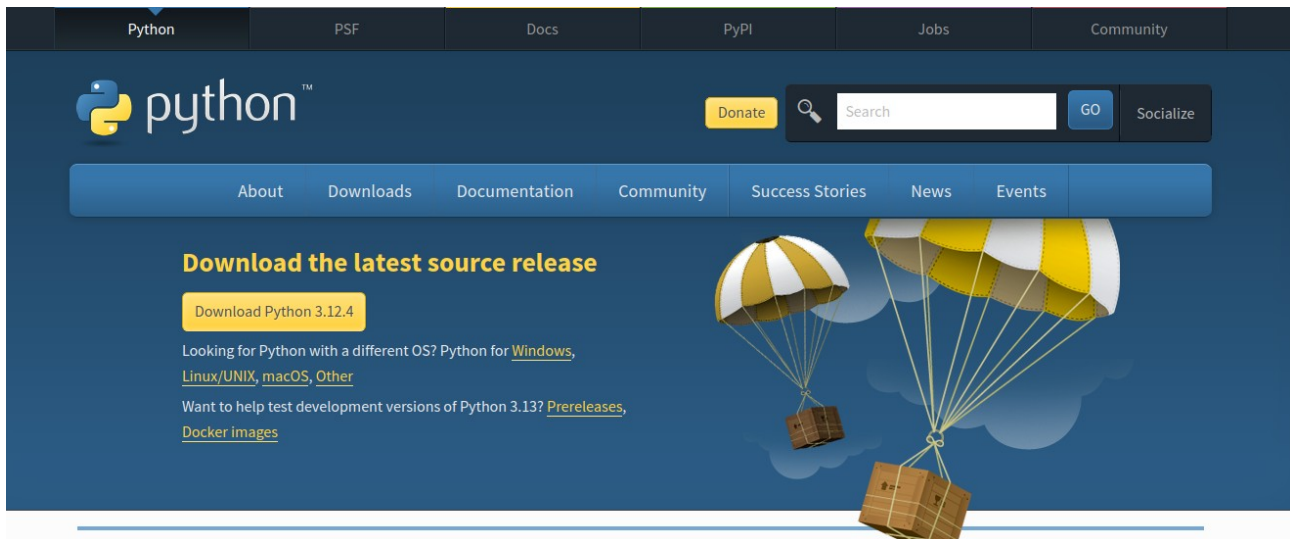 Python PSF Docs PyPI Jobs Community
python™
Donate Search GO Socialize
About Downloads Documentation Community Success Stories News Events
Download the latest source release
Download Python 3.12.4
Looking for Python with a different OS? Python for Windows,
Linux/UNIX, macOS, Other
Want to help test development versions of Python 3.13? Prereleases,
Docker images